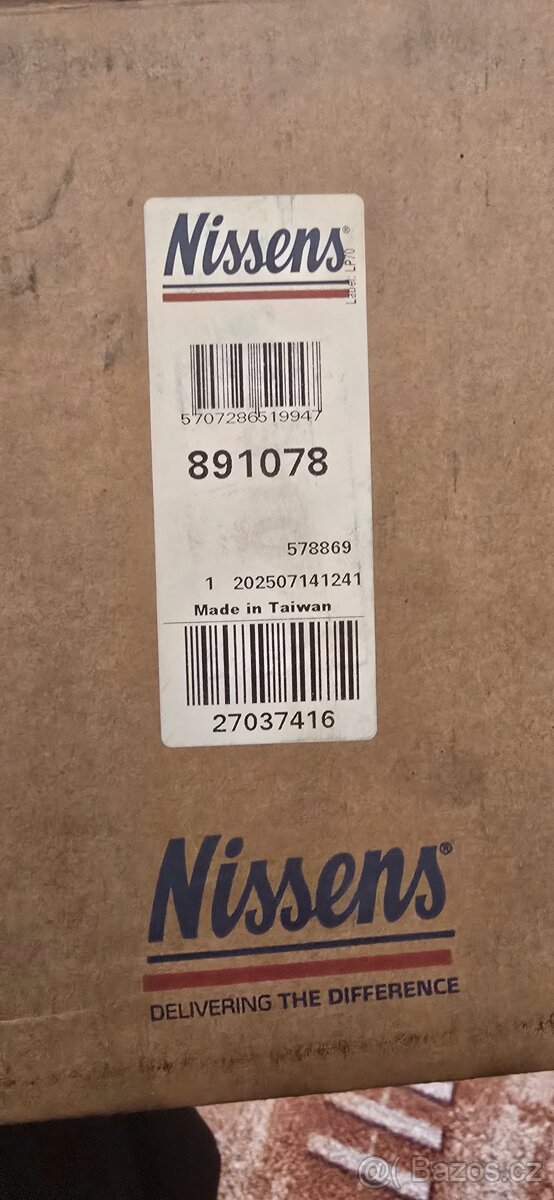 Nissens®
Label: LP70
5707286519947
891078
578869
1 202507141241
Made in Taiwan
27037416
Nissens®
DELIVERING THE DIFFERENCE
@( Bazos.cz